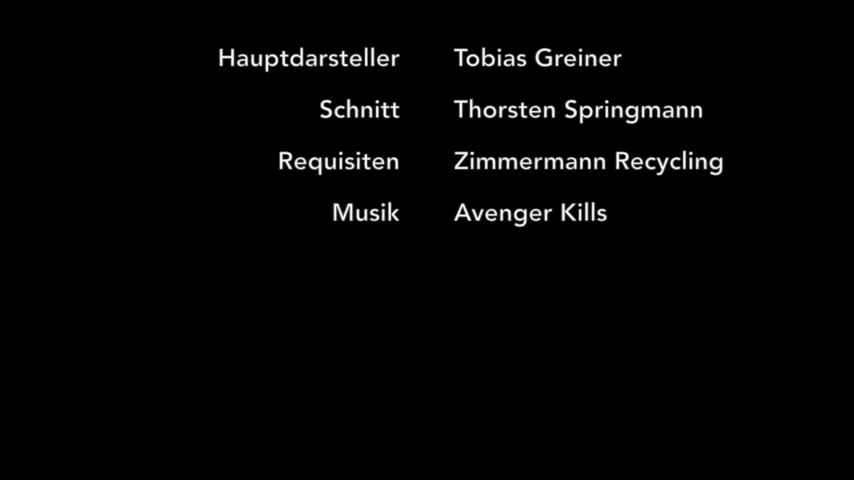 Hauptdarsteller Tobias Greiner
Schnitt Thorsten Springmann
Requisiten Zimmermann Recycling
Musik Avenger Kills